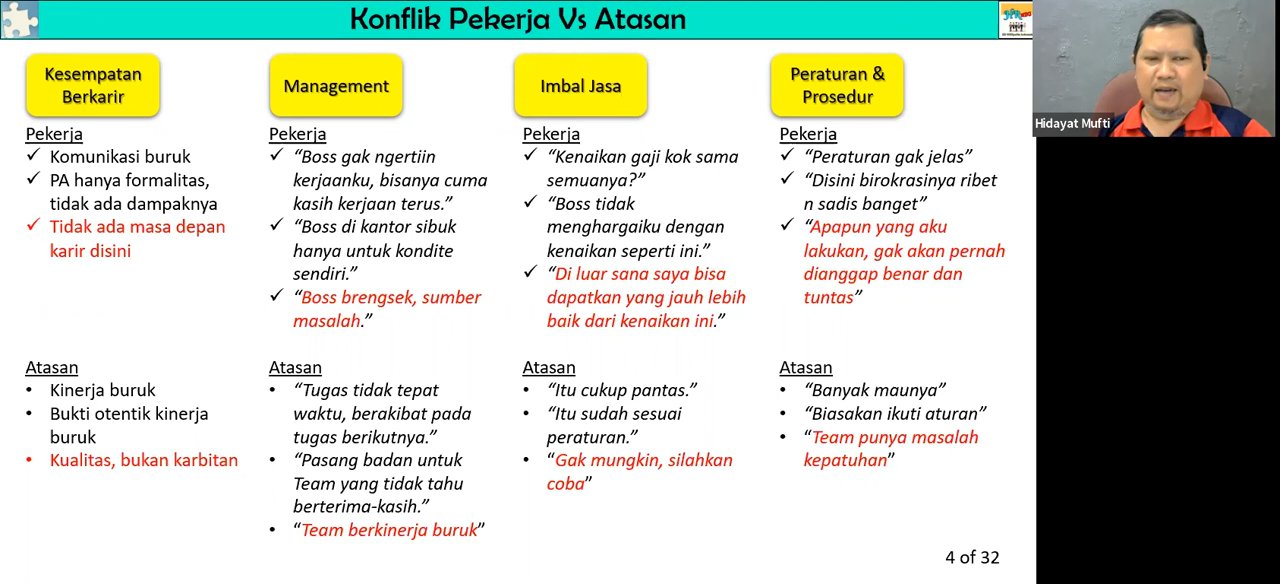 Konflik Pekerja Vs Atasan
Kesempatan
Berkarir
Pekerja
Komunikasi buruk
PA hanya formalitas,
tidak ada dampaknya
Tidak ada masa depan
karir disini
Atasan
Kinerja buruk
Bukti otentik kinerja
buruk
Kualitas, bukan karbitan
Management
Pekerja
“Boss gak ngertiin
kerjaanku, bisanya cuma
kasih kerjaan terus.”
“Boss di kantor sibuk
hanya untuk kondite
sendiri.”
“Boss brengsek, sumber
masalah.”
Atasan
“Tugas tidak tepat
waktu, berakibat pada
tugas berikutnya.”
“Pasang badan untuk
Team yang tidak tahu
berterima-kasih.”
“Team berkinerja buruk”
Imbal Jasa
Pekerja
“Kenaikan gaji kok sama
semuanya?”
“Boss tidak
menghargaiku dengan
kenaikan seperti ini.”
“Di luar sana saya bisa
dapatkan yang jauh lebih
baik dari kenaikan ini.”
Atasan
“Itu cukup pantas.”
“Itu sudah sesuai
peraturan.”
“Gak mungkin, silahkan
coba”
Peraturan &
Prosedur
Pekerja
“Peraturan gak jelas”
“Disini birokrasinya ribet
n sadis banget”
“Apapun yang aku
lakukan, gak akan pernah
dianggap benar dan
tuntas”
Atasan
“Banyak maunya”
“Biasakan ikuti aturan”
“Team punya masalah
kepatuhan”
4 of 32
Hidayat Mufti